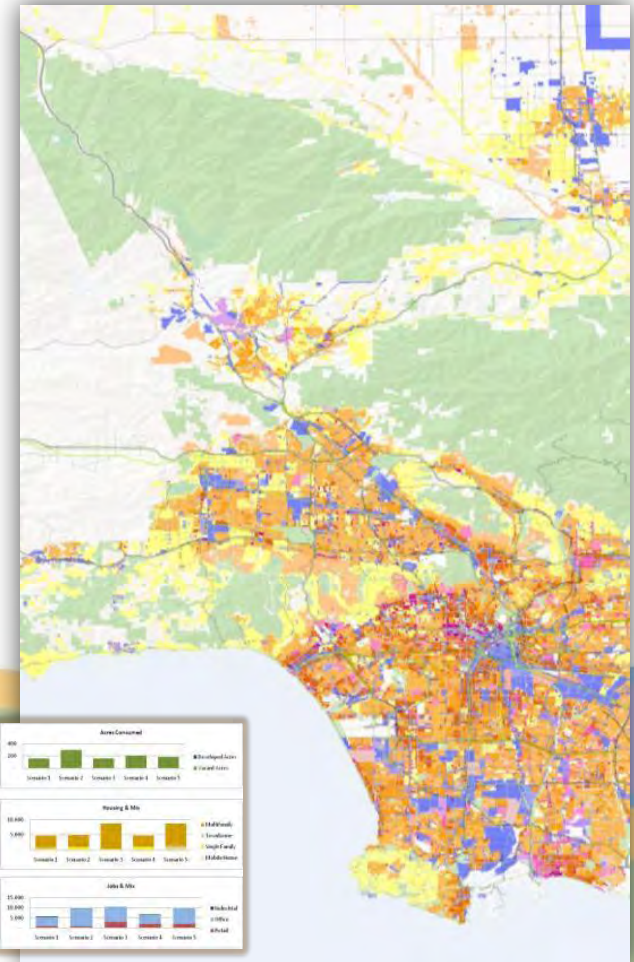 Acres Consumed
400
200
Developed Acres
Vacant Acres
Scenario 1 Scenario 2 Scenario 3 Scenario 4 Scenario 5
Housing & Mix
10,000
5,000
Multifamily
Townhome
Single Family
Mobile Home
Scenario 1 Scenario 2 Scenario 3 Scenario 4 Scenario 5
Jobs & Mix
15,000
10,000
5,000
Industrial
Office
Retail
Scenario 1 Scenario 2 Scenario 3 Scenario 4 Scenario 5